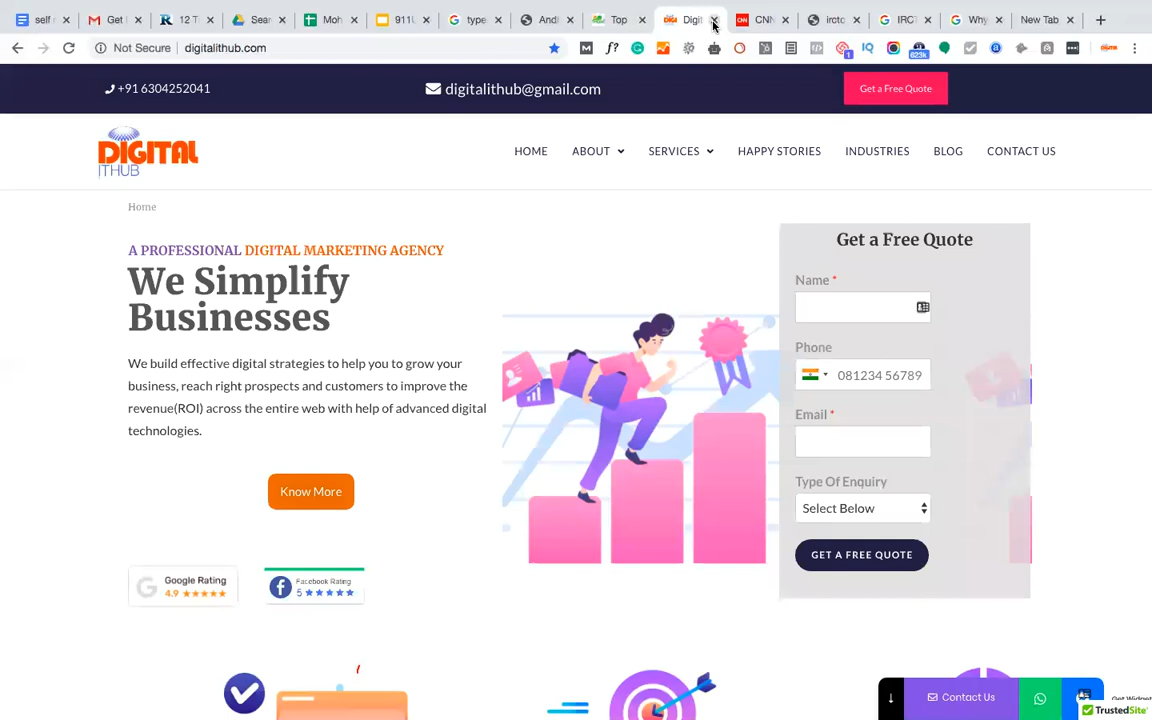 self
Get
12 T
Sear
Moh
911
type
Andi
Top
Digit
CNN
irctc
IRC
Why
New Tab
Not Secure
digitalithub.com
+91 6304252041
digitalithub@gmail.com
Get a Free Quote
DIGITAL
ITHUB
HOME
ABOUT
SERVICES
HAPPY STORIES
INDUSTRIES
BLOG
CONTACT US
Home
A PROFESSIONAL DIGITAL MARKETING AGENCY
We Simplify
Businesses
We build effective digital strategies to help you to grow your
business, reach right prospects and customers to improve the
revenue(ROI) across the entire web with help of advanced digital
technologies.
Know More
Google Rating
4.9
Facebook Rating
5
Get a Free Quote
Name *
Phone
081234 56789
Email *
Type Of Enquiry
Select Below
GET A FREE QUOTE
Contact Us
TrustedSite